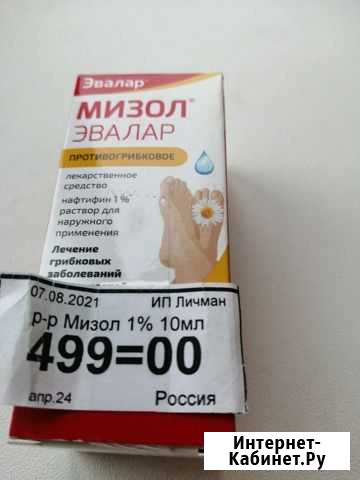 Эвалар
МИЗОЛ®
ЭВАЛАР
ПРОТИВОГРИБКОВОЕ
лекарственное
средство
нафтифин 1%
раствор для
наружного
применения
Лечение
грибковых
заболеваний
07.08.2021 ИП Личман
р-р Мизол 1% 10мл
499=00
апр.24 Россия
Интернет-
Кабинет.Ру